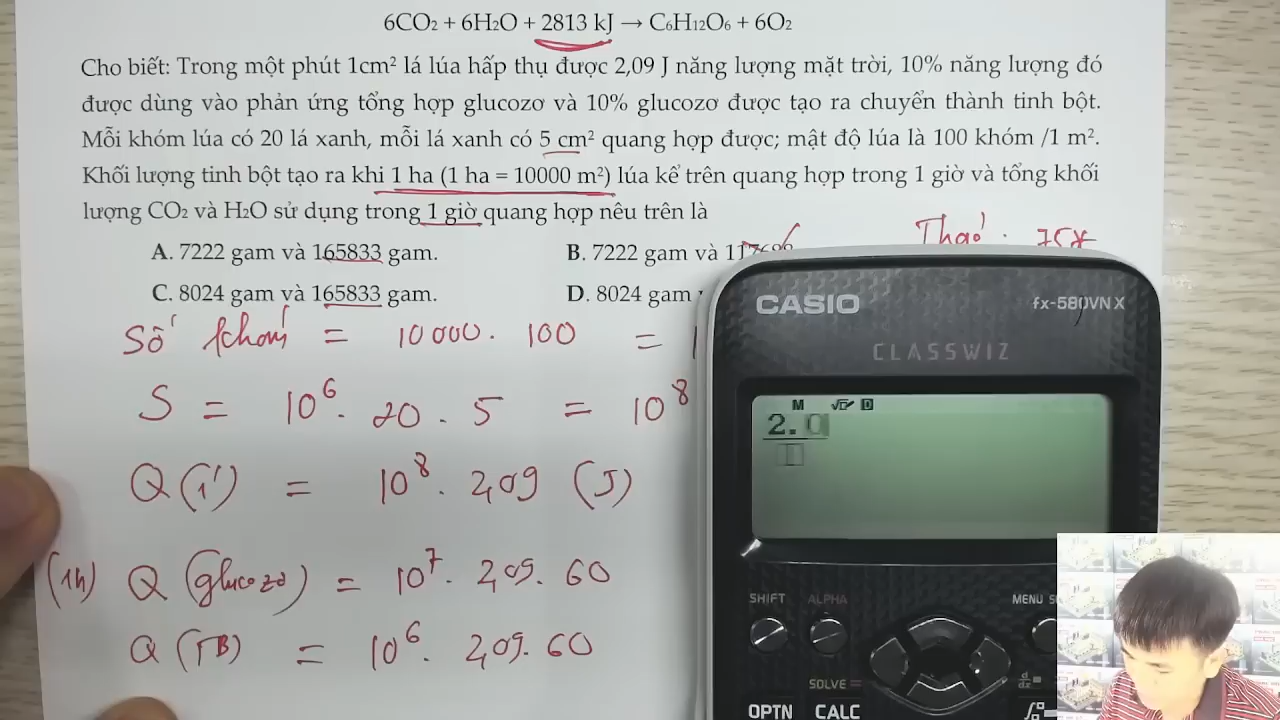 6CO₂ + 6H₂O + 2813 kJ → C₆H₁₂O₆ + 6O₂
Cho biết: Trong một phút 1cm² lá lúa hấp thụ được 2,09 J năng lượng mặt trời, 10% năng lượng đó
được dùng vào phản ứng tổng hợp glucozơ và 10% glucozơ được tạo ra chuyển thành tinh bột.
Mỗi khóm lúa có 20 lá xanh, mỗi lá xanh có 5 cm² quang hợp được; mật độ lúa là 100 khóm /1 m².
Khối lượng tinh bột tạo ra khi 1 ha (1 ha = 10000 m²) lúa kể trên quang hợp trong 1 giờ và tổng khối
lượng CO₂ và H₂O sử dụng trong 1 giờ quang hợp nêu trên là
Thảo: 75%
A. 7222 gam và 165833 gam. B. 7222 gam và
C. 8024 gam và 165833 gam. D. 8024 gam
Số khóm = 10000. 100 =
S = 10⁶. 20 . 5 = 10⁸
Q (1') = 10⁸. 2,09 (J)
(1h) Q (glucozơ) = 10⁷. 2,09. 60
Q (TB) = 10⁶. 2,09. 60
CASIO fx-580VN X
CLASSWIZ
M √ D
2.0
SHIFT ALPHA MENU
SOLVE =
OPTN CALC